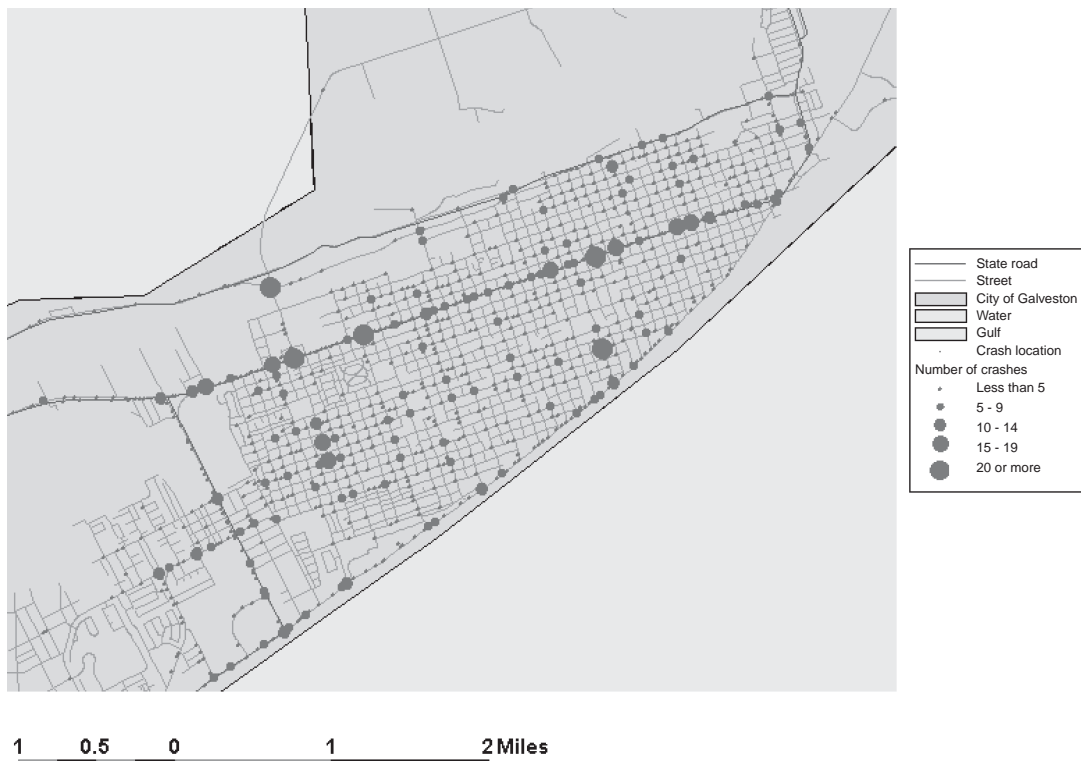 State road
Street
City of Galveston
Water
Gulf
Crash location
Number of crashes
Less than 5
5 - 9
10 - 14
15 - 19
20 or more
1 0.5 0 1 2 Miles